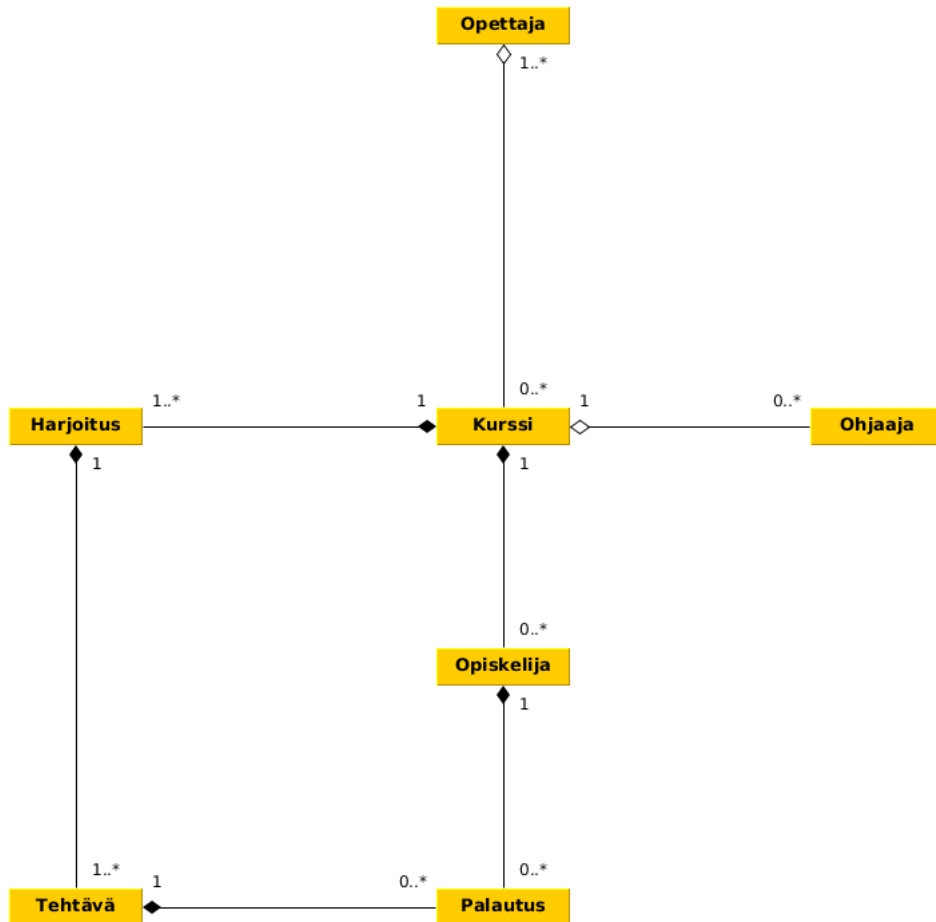 Opettaja
1..*
0..*
1..*
1
1
0..*
Harjoitus
Kurssi
Ohjaaja
1
1
0..*
Opiskelija
1
1..*
1
0..*
0..*
Tehtävä
Palautus